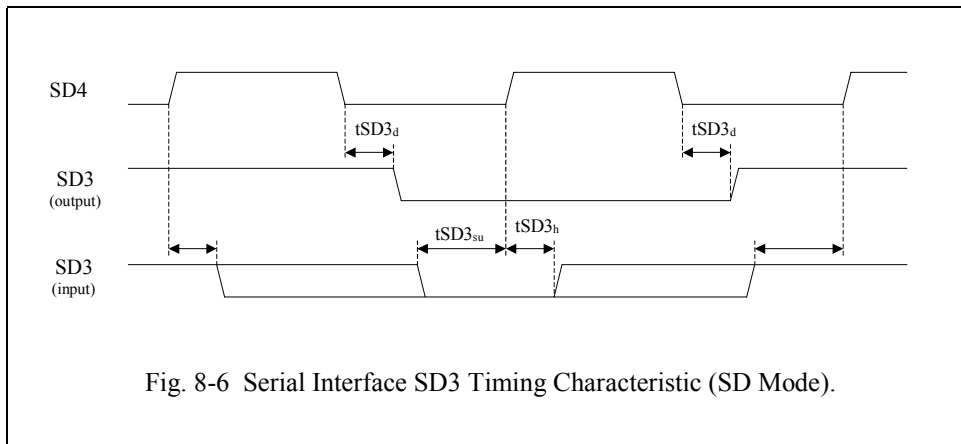 SD4
tSD3d
tSD3d
SD3
(output)
tSD3su
tSD3h
SD3
(input)
Fig. 8-6 Serial Interface SD3 Timing Characteristic (SD Mode).